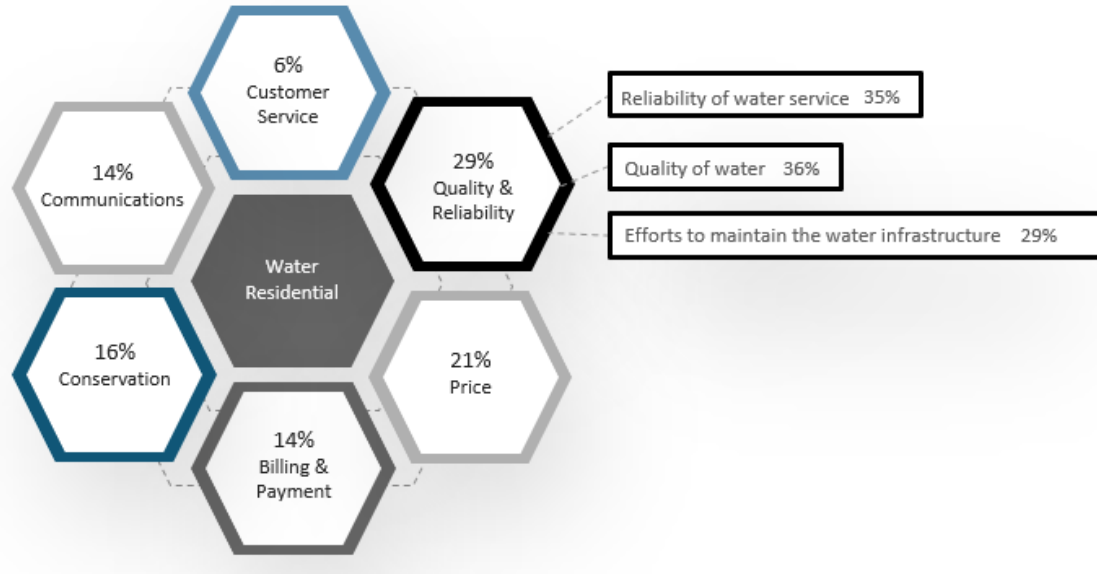 6%
Customer
Service
29%
Quality &
Reliability
Reliability of water service 35%
Quality of water 36%
Efforts to maintain the water infrastructure 29%
14%
Communications
Water
Residential
16%
Conservation
21%
Price
14%
Billing &
Payment